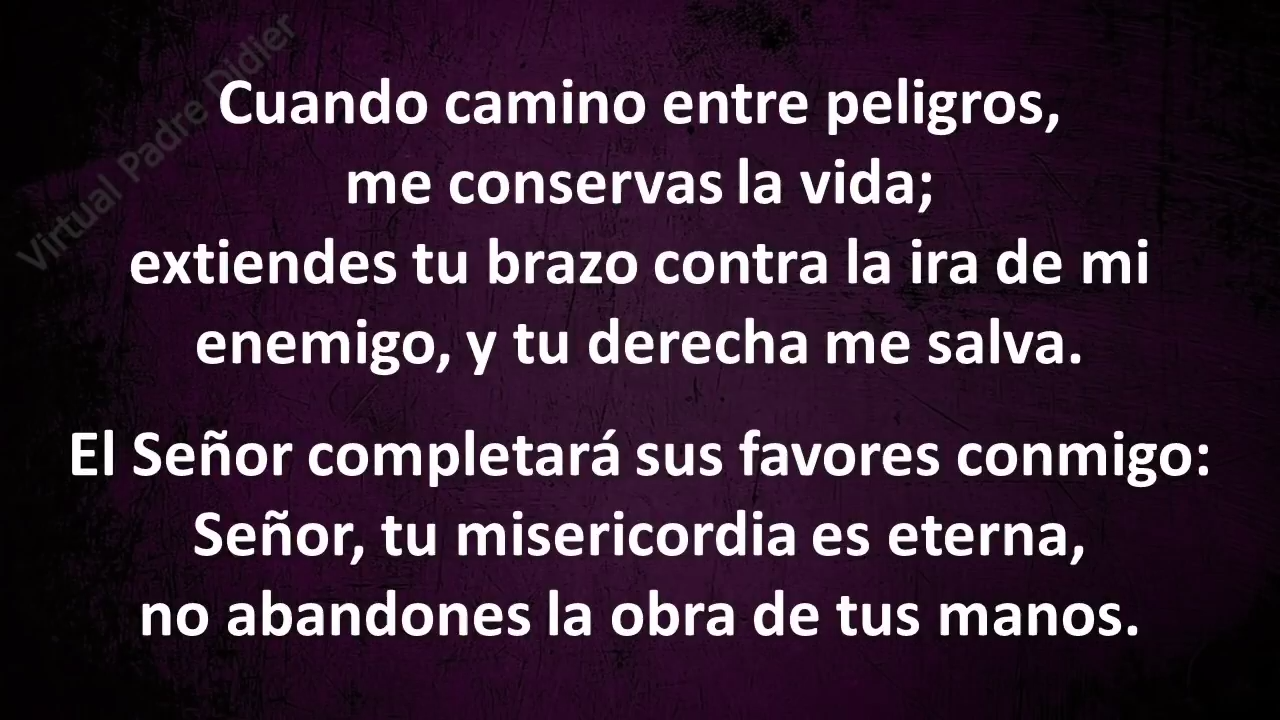 Virtual Padre Didier
Cuando camino entre peligros,
me conservas la vida;
extiendes tu brazo contra la ira de mi
enemigo, y tu derecha me salva.
El Señor completará sus favores conmigo:
Señor, tu misericordia es eterna,
no abandones la obra de tus manos.